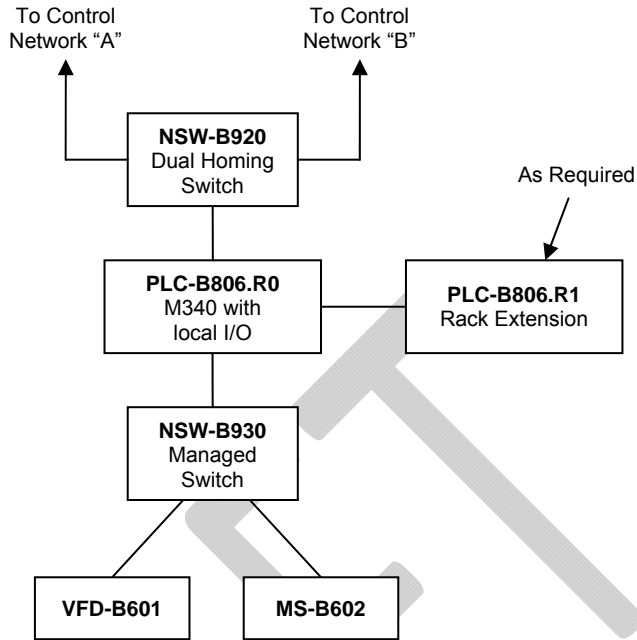 To Control
Network “A”
To Control
Network “B”
NSW-B920
Dual Homing
Switch
As Required
PLC-B806.R0
M340 with
local I/O
PLC-B806.R1
Rack Extension
NSW-B930
Managed
Switch
VFD-B601
MS-B602